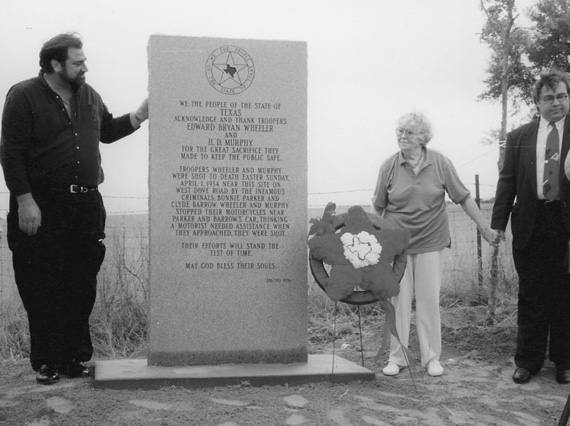 WE THE PEOPLE OF THE STATE OF
TEXAS
ACKNOWLEDGE AND THANK TROOPERS
EDWARD BRYAN WHEELER
AND
H. D. MURPHY
FOR THE GREAT SACRIFICE THEY
MADE TO KEEP THE PUBLIC SAFE.
TROOPERS WHEELER AND MURPHY
WERE SHOT TO DEATH EASTER SUNDAY,
APRIL 1, 1934 NEAR THIS SITE ON
WEST DOVE ROAD BY THE INFAMOUS
CRIMINALS, BONNIE PARKER AND
CLYDE BARROW. WHEELER AND MURPHY
STOPPED THEIR MOTORCYCLES NEAR
PARKER AND BARROW'S CAR, THINKING
A MOTORIST NEEDED ASSISTANCE. WHEN
THEY APPROACHED, THEY WERE SHOT.
THEIR EFFORTS WILL STAND THE
TEST OF TIME.
MAY GOD BLESS THEIR SOULS.
ERECTED 1996